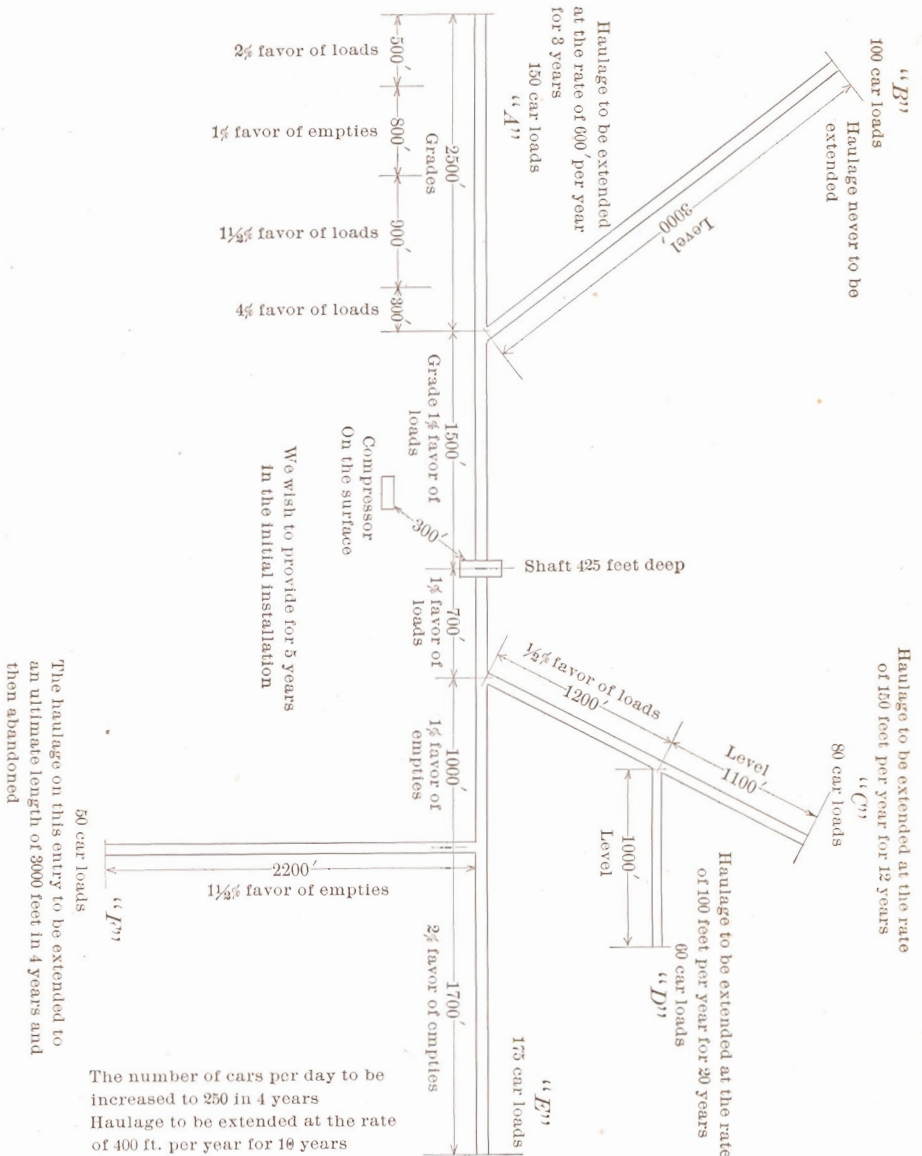 "B"
100 car loads
Haulage never to be
extended
Level
3000′
Haulage to be extended
at the rate of 600′ per year
for 3 years
150 car loads
"A"
2500′
Grades
500′
2% favor of loads
800′
1% favor of empties
900′
1½% favor of loads
300′
4% favor of loads
1500′
Grade 1% favor of
loads
Compressor
On the surface
300′
We wish to provide for 5 years
in the initial installation
Shaft 425 feet deep
700′
1% favor of
loads
Haulage to be extended at the rate
of 150 feet per year for 12 years
"C"
80 car loads
Level
1100′
½% favor of loads
1200′
1000′
Level
Haulage to be extended at the rate
of 100 feet per year for 20 years
60 car loads
"D"
1000′
1% favor of
empties
2200′
1½% favor of empties
50 car loads
"F"
The haulage on this entry to be extended to
an ultimate length of 3000 feet in 4 years and
then abandoned
1700′
2% favor of empties
"E"
175 car loads
The number of cars per day to be
increased to 250 in 4 years
Haulage to be extended at the rate
of 400 ft. per year for 10 years